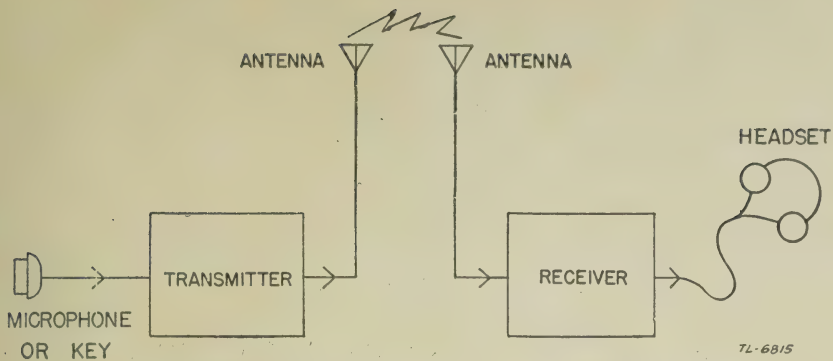 ANTENNA
ANTENNA
HEADSET
TRANSMITTER
RECEIVER
MICROPHONE
OR KEY
TL-6815